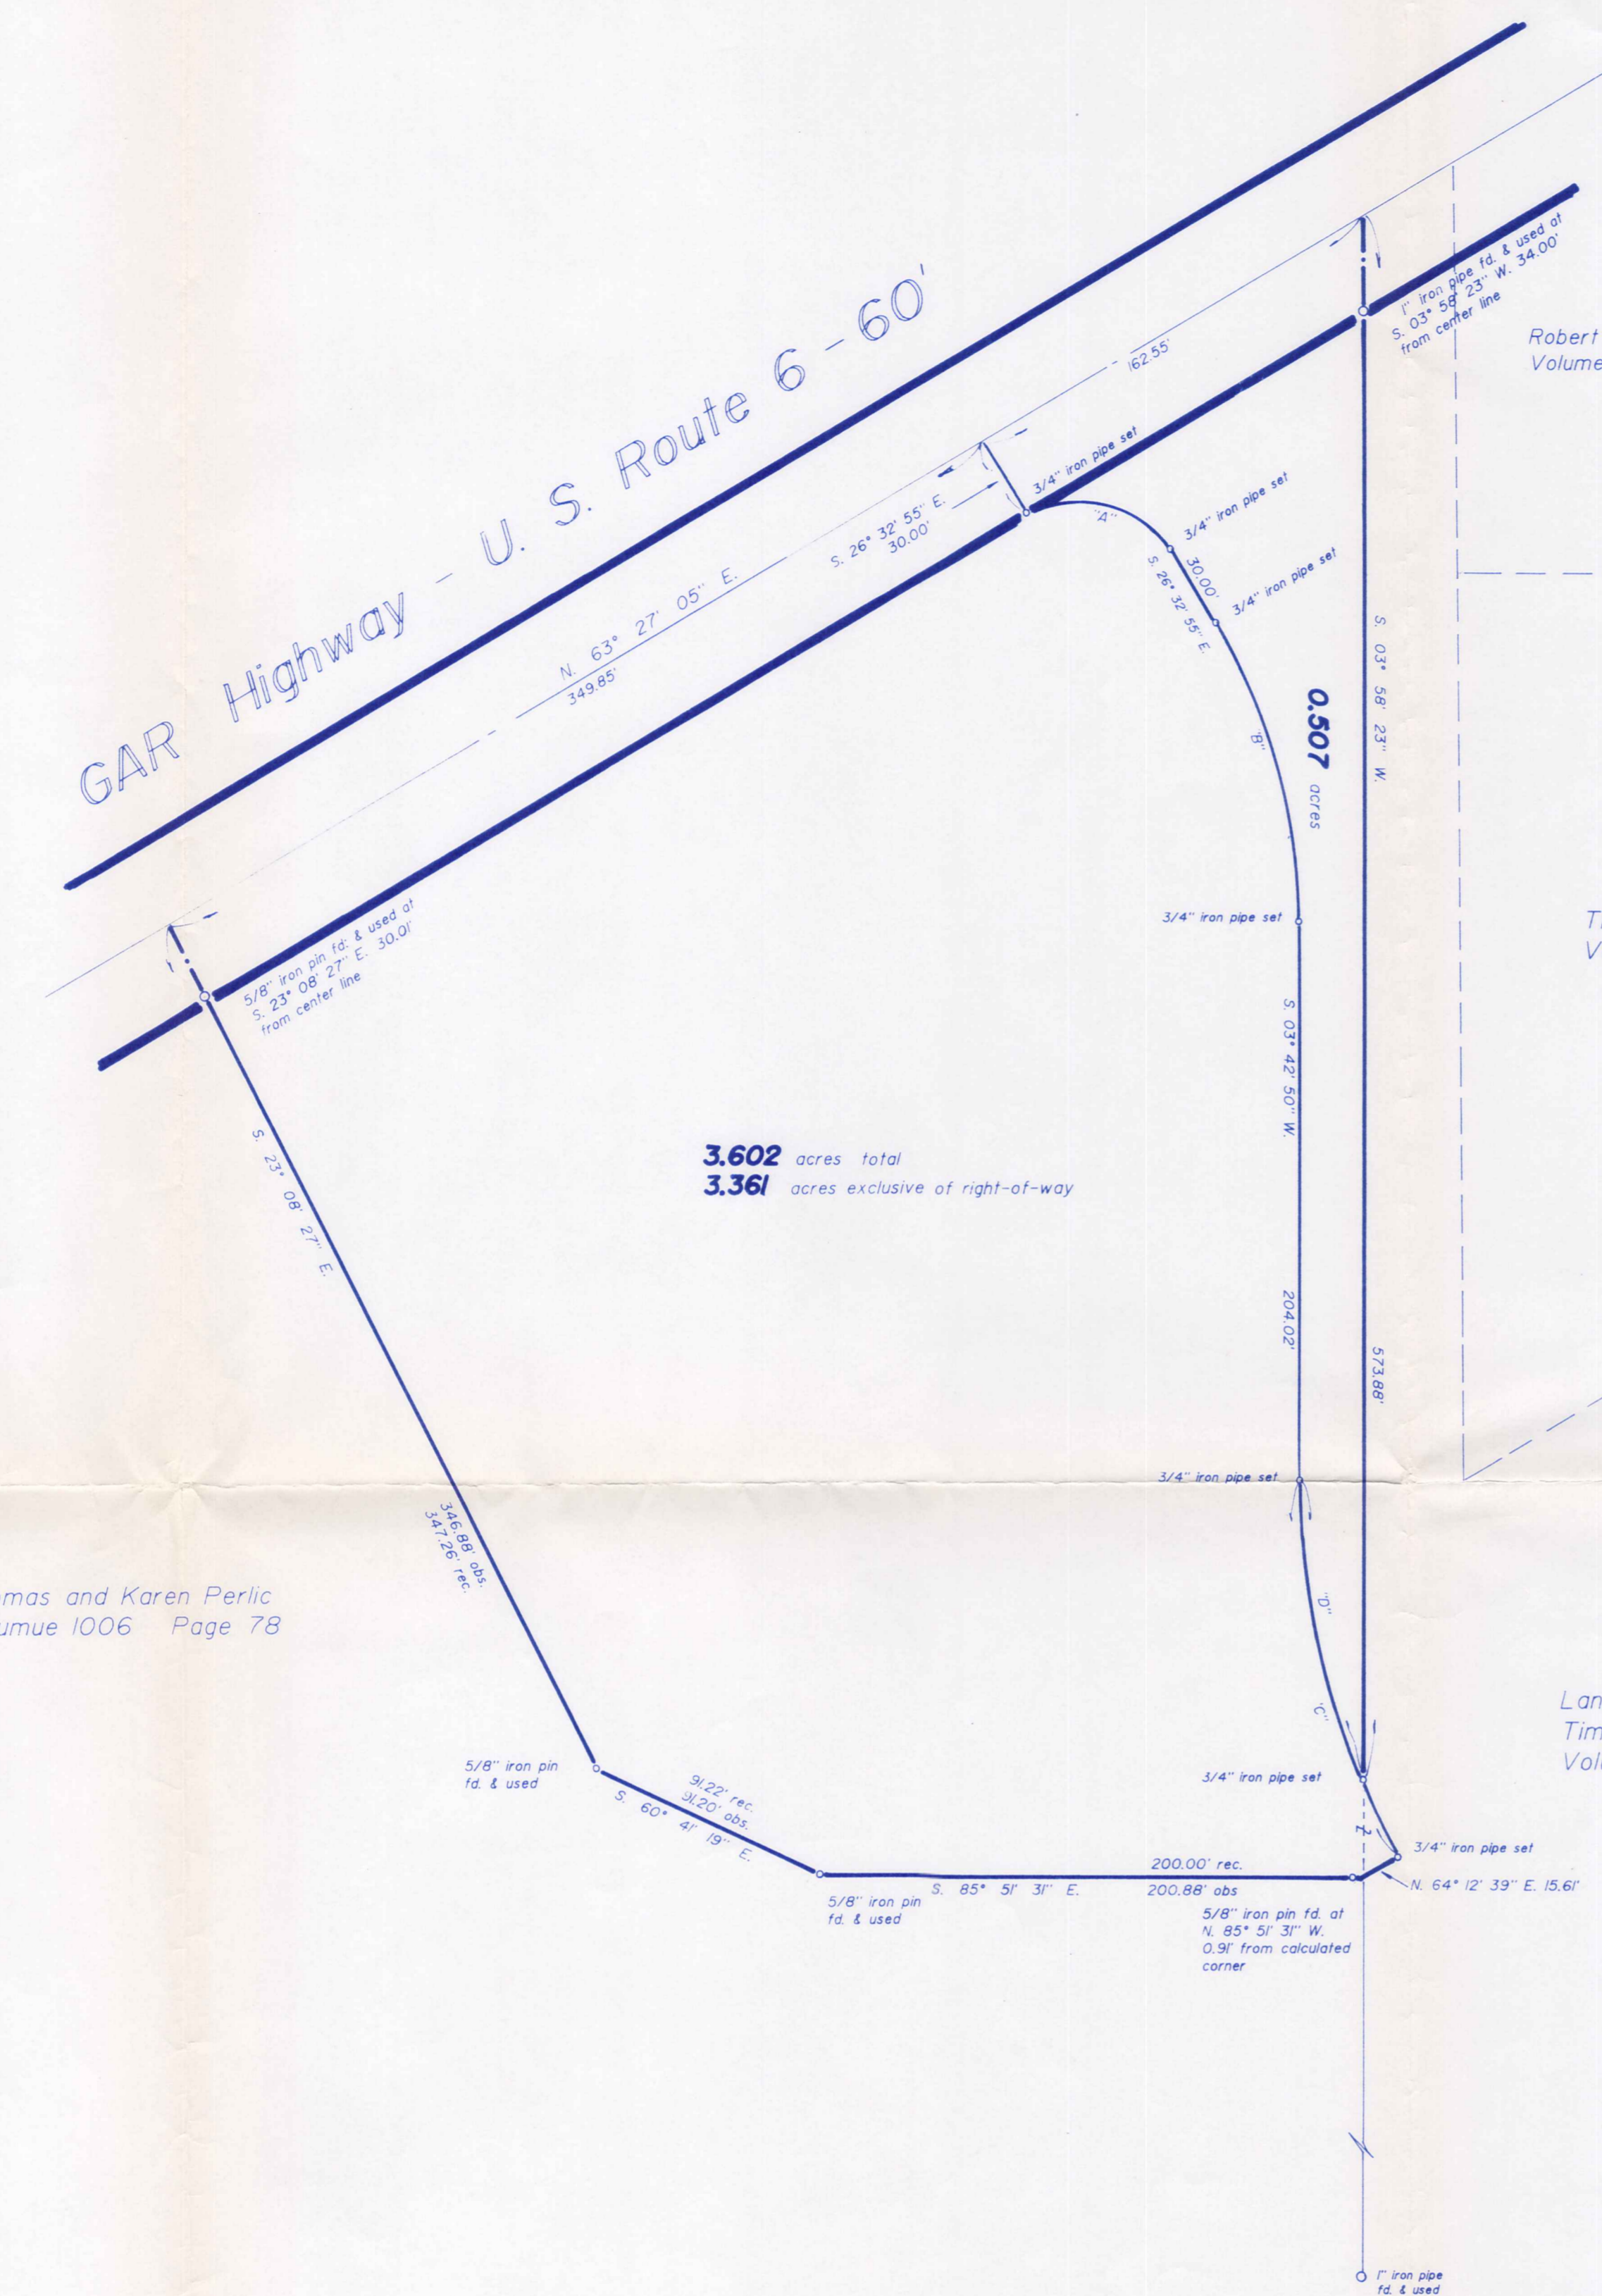 GAR Highway - U. S. Route 6 - 60'
162.55'
1" iron pipe fd. & used at
S. 03° 58' 23" W. 34.00'
from center line
Robert
Volume
3/4" iron pipe set
S. 26° 32' 55" E.
30.00'
"A"
3/4" iron pipe set
30.00'
S. 26° 32' 55" E.
3/4" iron pipe set
N. 63° 27' 05" E.
349.85'
S. 03° 58' 23" W.
573.88'
0.507 acres
"B"
5/8" iron pin fd. & used at
S. 23° 08' 27" E. 30.01'
from center line
3/4" iron pipe set
S. 03° 42' 50" W.
204.02'
S. 23° 08' 27" E.
3.602 acres total
3.361 acres exclusive of right-of-way
3/4" iron pipe set
346.88' obs.
347.26' rec.
mas and Karen Perlic
umue 1006 Page 78
"D"
"C"
Lan
Tim
Volu
5/8" iron pin
fd. & used
91.22' rec.
91.20' obs.
S. 60° 41' 19" E.
3/4" iron pipe set
3/4" iron pipe set
200.00' rec.
S. 85° 51' 31" E.
200.88' obs
N. 64° 12' 39" E. 15.61'
5/8" iron pin
fd. & used
5/8" iron pin fd. at
N. 85° 51' 31" W.
0.91' from calculated
corner
1" iron pipe
fd. & used